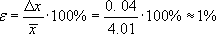 ε = Δx / x̅ · 100% = 0. 04 / 4.01 · 100% ≈ 1%